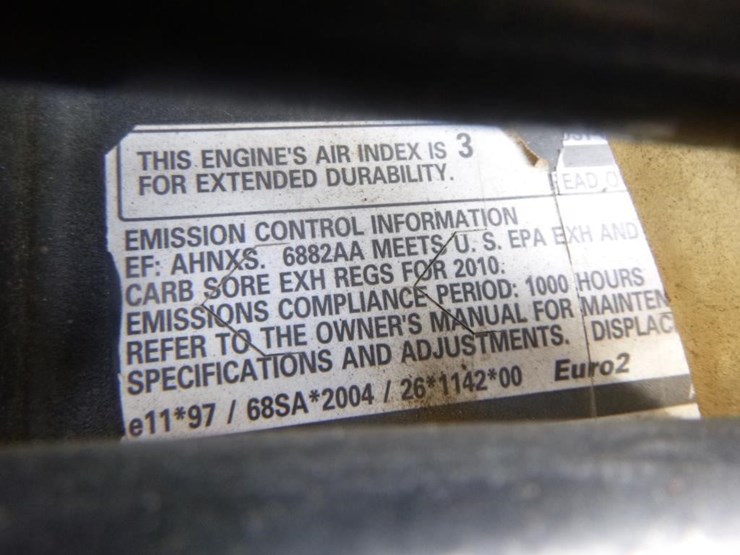 THIS ENGINE'S AIR INDEX IS 3
FOR EXTENDED DURABILITY.
EMISSION CONTROL INFORMATION
EF: AHNXS. 6882AA MEETS U. S. EPA EXH AND
CARB SORE EXH REGS FOR 2010.
EMISSIONS COMPLIANCE PERIOD: 1000 HOURS
REFER TO THE OWNER'S MANUAL FOR MAINTEN
SPECIFICATIONS AND ADJUSTMENTS. DISPLAC
e11*97 / 68SA*2004 / 26*1142*00 Euro2